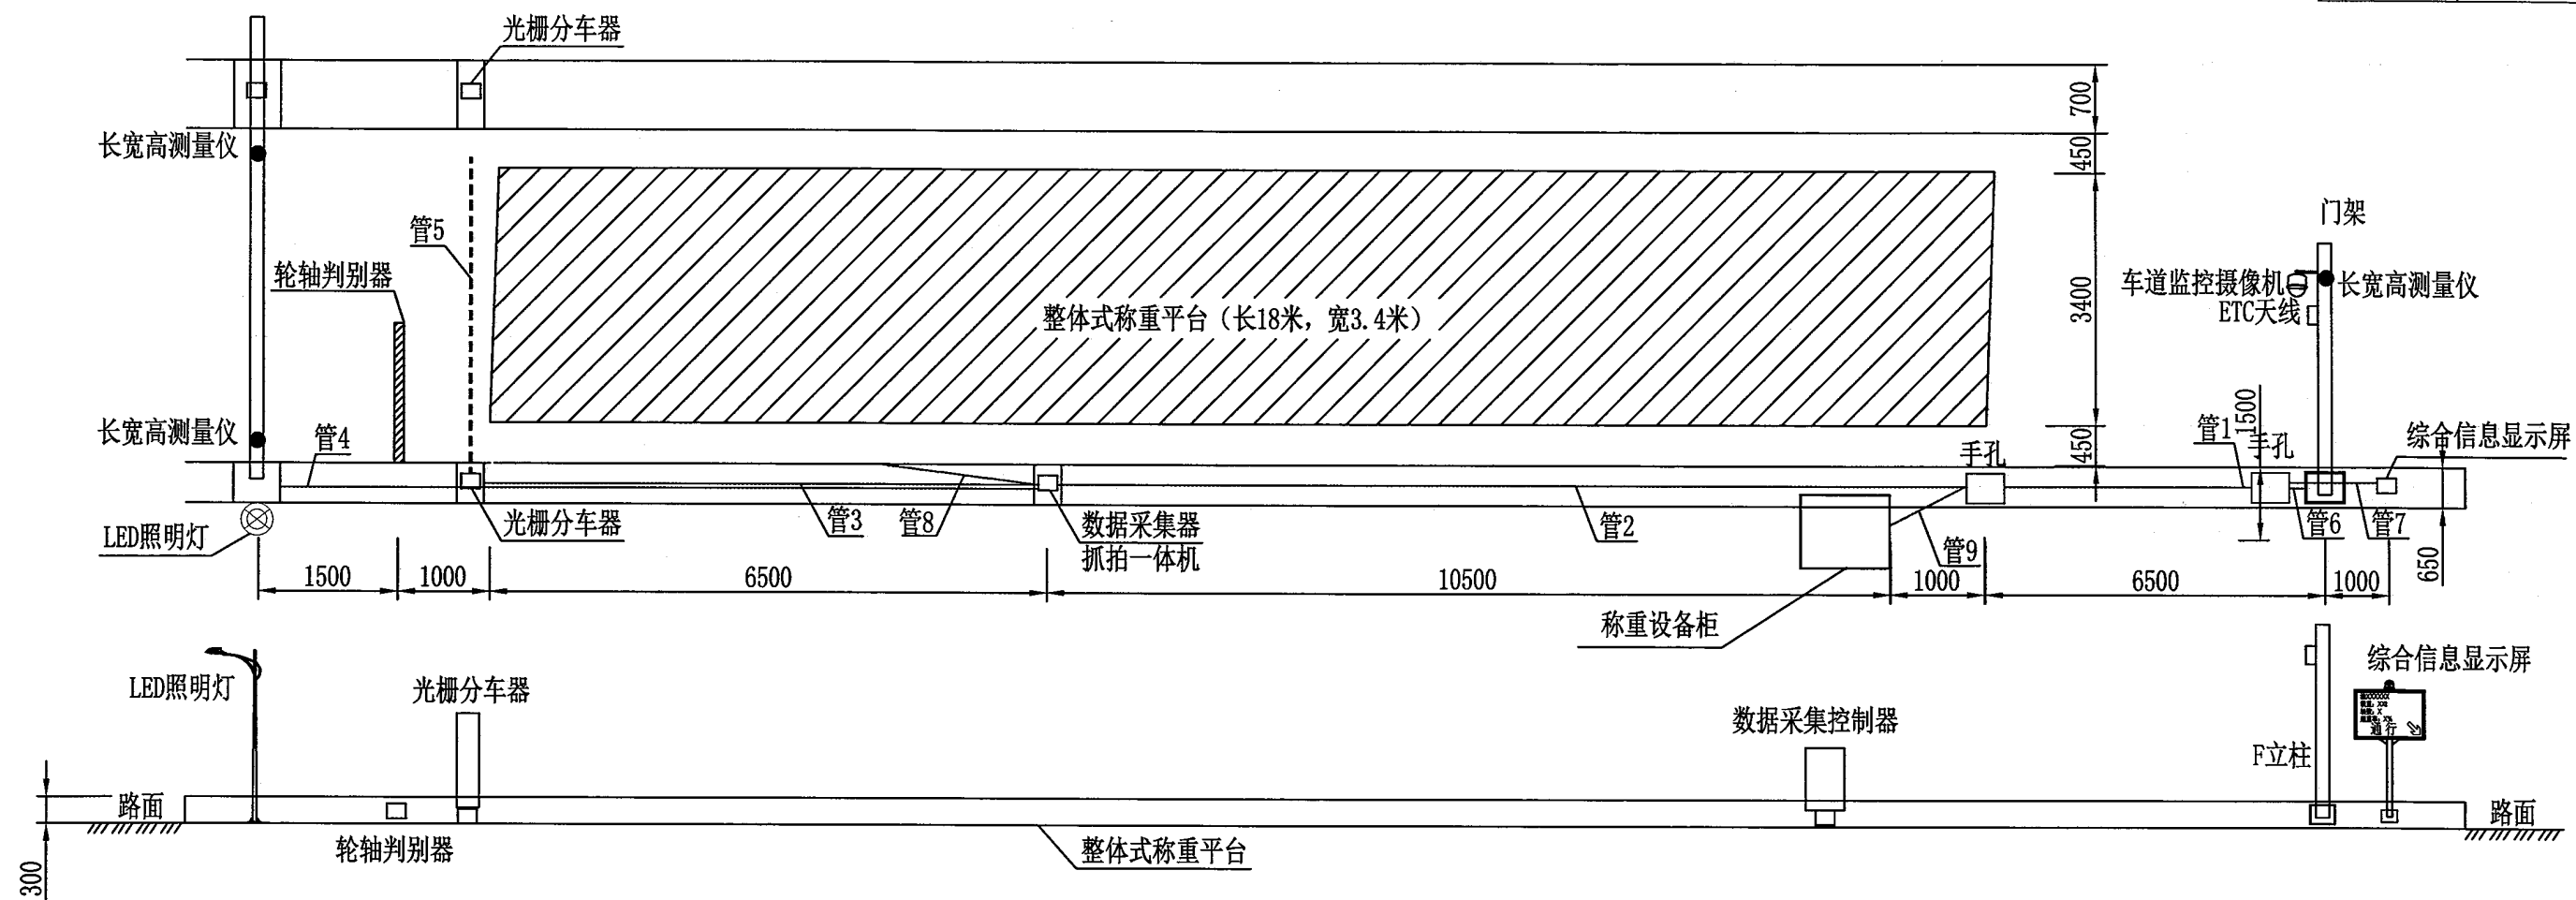 光栅分车器
700
长宽高测量仪
450
管5
门架
轮轴判别器
车道监控摄像机
长宽高测量仪
ETC天线
整体式称重平台（长18米，宽3.4米）
3400
长宽高测量仪
管4
450
管1
1500
手孔
手孔
综合信息显示屏
LED照明灯
光栅分车器
管3
管8
数据采集器
抓拍一体机
管2
管9
管6
管7
650
1500
1000
6500
10500
1000
6500
1000
称重设备柜
LED照明灯
光栅分车器
数据采集控制器
综合信息显示屏
通行
F立柱
路面
路面
300
轮轴判别器
整体式称重平台